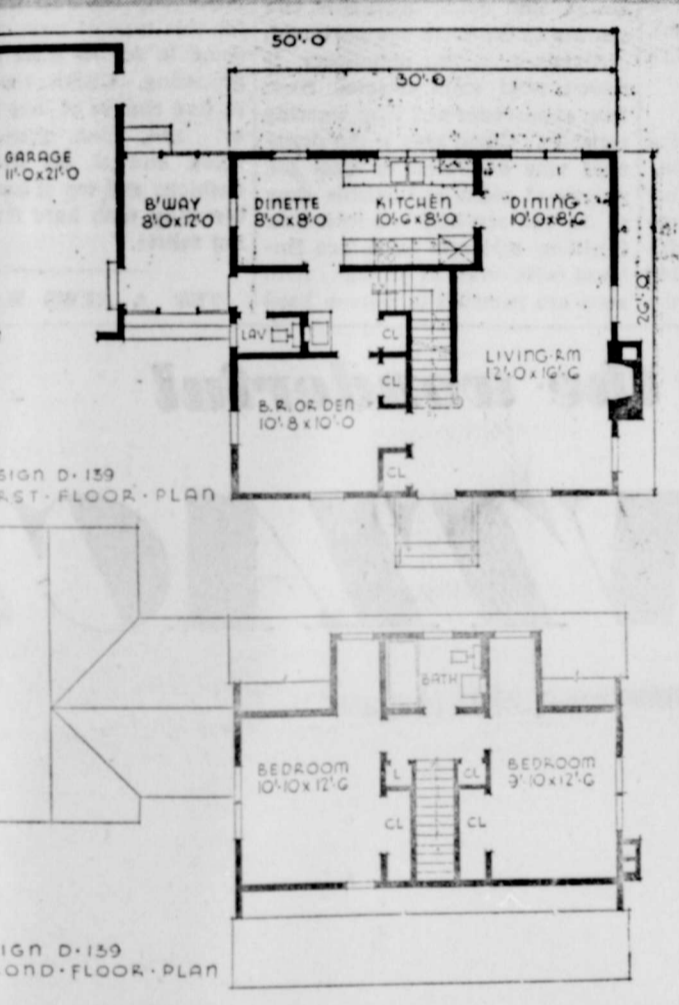 50'-0
30'-0
GARAGE
11'-0x21'-0
B'WAY
8'-0x12'-0
DINETTE
8'-0x8'-0
KITCHEN
10'-6x8'-0
DINING
10'-0x8'-6
26'-0
LAV
CL
LIVING·RM
12'-0x16'-6
CL
B.R. OR DEN
10'-8x10'-0
CL
SIGN D-139
RST·FLOOR·PLAN
BATH
BEDROOM
10'-10x12'-6
L
CL
BEDROOM
9'-10x12'-6
CL
CL
IGN D-139
OND·FLOOR·PLAN